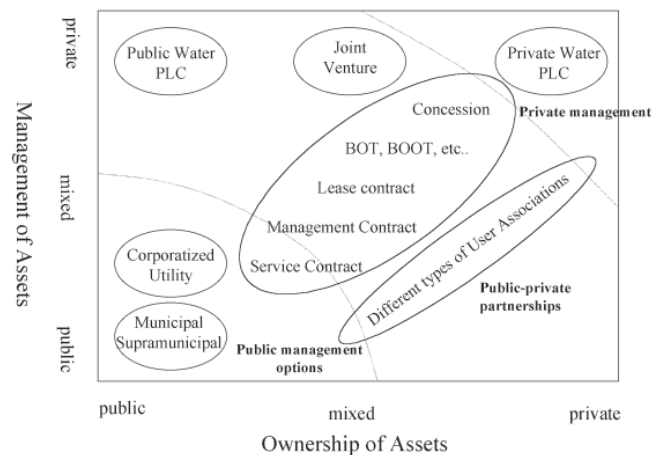 private
Public Water
PLC
Joint
Venture
Private Water
PLC
Concession
Private management
BOT, BOOT, etc..
Management of Assets
mixed
Lease contract
Management Contract
Different types of User Associations
Corporatized
Utility
Service Contract
Public-private
partnerships
Municipal
Supramunicipal
public
Public management
options
public
mixed
private
Ownership of Assets